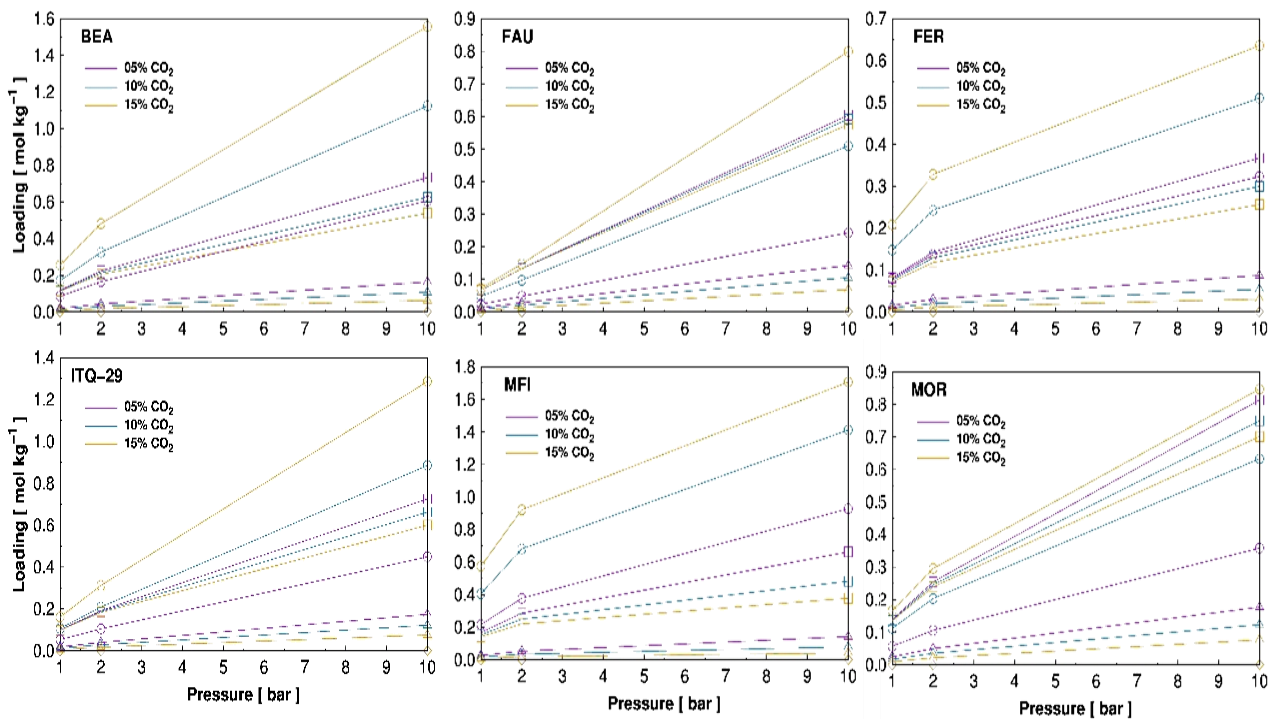 BEA
05% CO₂
10% CO₂
15% CO₂
Loading [ mol kg⁻¹ ]
1.6
1.4
1.2
1.0
0.8
0.6
0.4
0.2
0.0
1 2 3 4 5 6 7 8 9 10
FAU
05% CO₂
10% CO₂
15% CO₂
0.9
0.8
0.7
0.6
0.5
0.4
0.3
0.2
0.1
0.0
1 2 3 4 5 6 7 8 9 10
FER
05% CO₂
10% CO₂
15% CO₂
0.7
0.6
0.5
0.4
0.3
0.2
0.1
0.0
1 2 3 4 5 6 7 8 9 10
ITQ-29
05% CO₂
10% CO₂
15% CO₂
Loading [ mol kg⁻¹ ]
1.4
1.2
1.0
0.8
0.6
0.4
0.2
0.0
1 2 3 4 5 6 7 8 9 10
Pressure [ bar ]
MFI
05% CO₂
10% CO₂
15% CO₂
1.8
1.6
1.4
1.2
1.0
0.8
0.6
0.4
0.2
0.0
1 2 3 4 5 6 7 8 9 10
Pressure [ bar ]
MOR
05% CO₂
10% CO₂
15% CO₂
0.9
0.8
0.7
0.6
0.5
0.4
0.3
0.2
0.1
0.0
1 2 3 4 5 6 7 8 9 10
Pressure [ bar ]